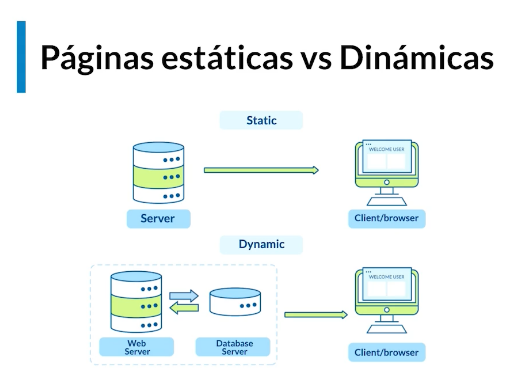 Páginas estáticas vs Dinámicas
Static
WELCOME USER
Server
Client/browser
Dynamic
WELCOME USER
Web
Server
Database
Server
Client/browser